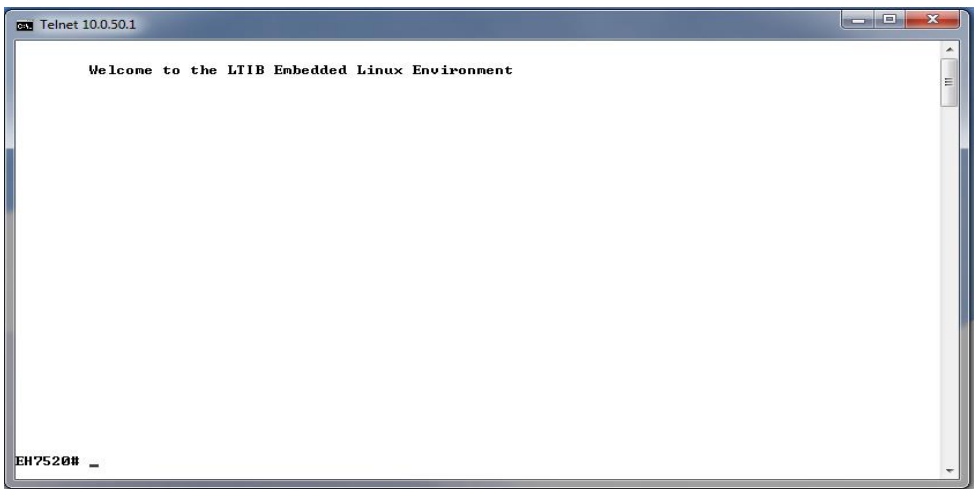 Telnet 10.0.50.1
Welcome to the LTIB Embedded Linux Environment
EH7520# _